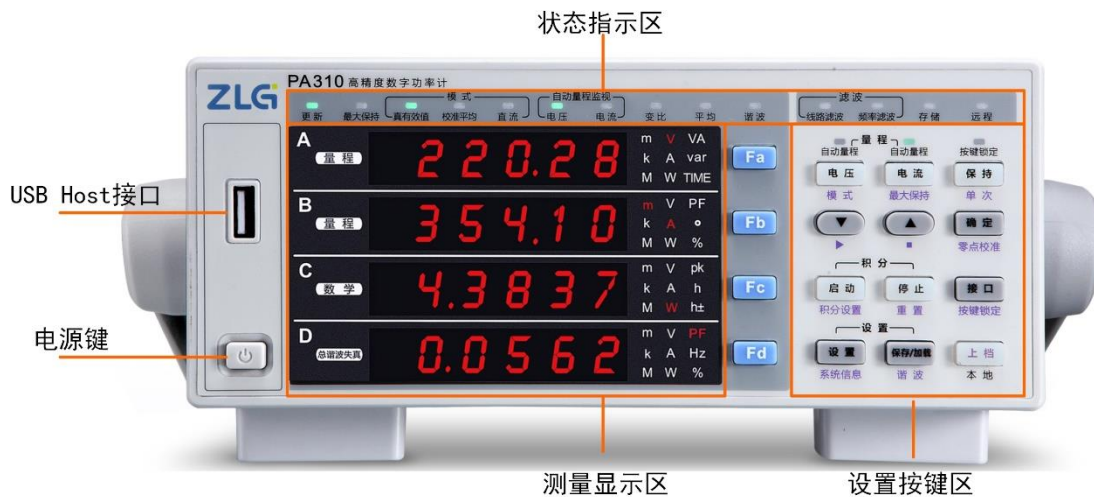 状态指示区
ZLG
PA310 高精度数字功率计
模式 自动量程监视 滤波
更新 最大保持 真有效值 校准平均 直流 电压 电流 变比 平均 谐波 线路滤波 频率滤波 存储 远程
A 量程 220.28 m V VA
k A var
M W TIME
Fa
B 量程 354.10 m V PF
k A °
M W %
Fb
C 数学 4.3837 m V pk
k A h
M W h±
Fc
D 总谐波失真 0.0562 m V PF
k A Hz
M W %
Fd
量程
自动量程 自动量程 按键锁定
电压 电流 保持
模式 最大保持 单次
▼ ▲ 确定
▶ ■ 零点校准
积分
启动 停止 接口
积分设置 重置 按键锁定
设置
设置 保存/加载 上档
系统信息 谐波 本地
USB Host接口
电源键
测量显示区
设置按键区